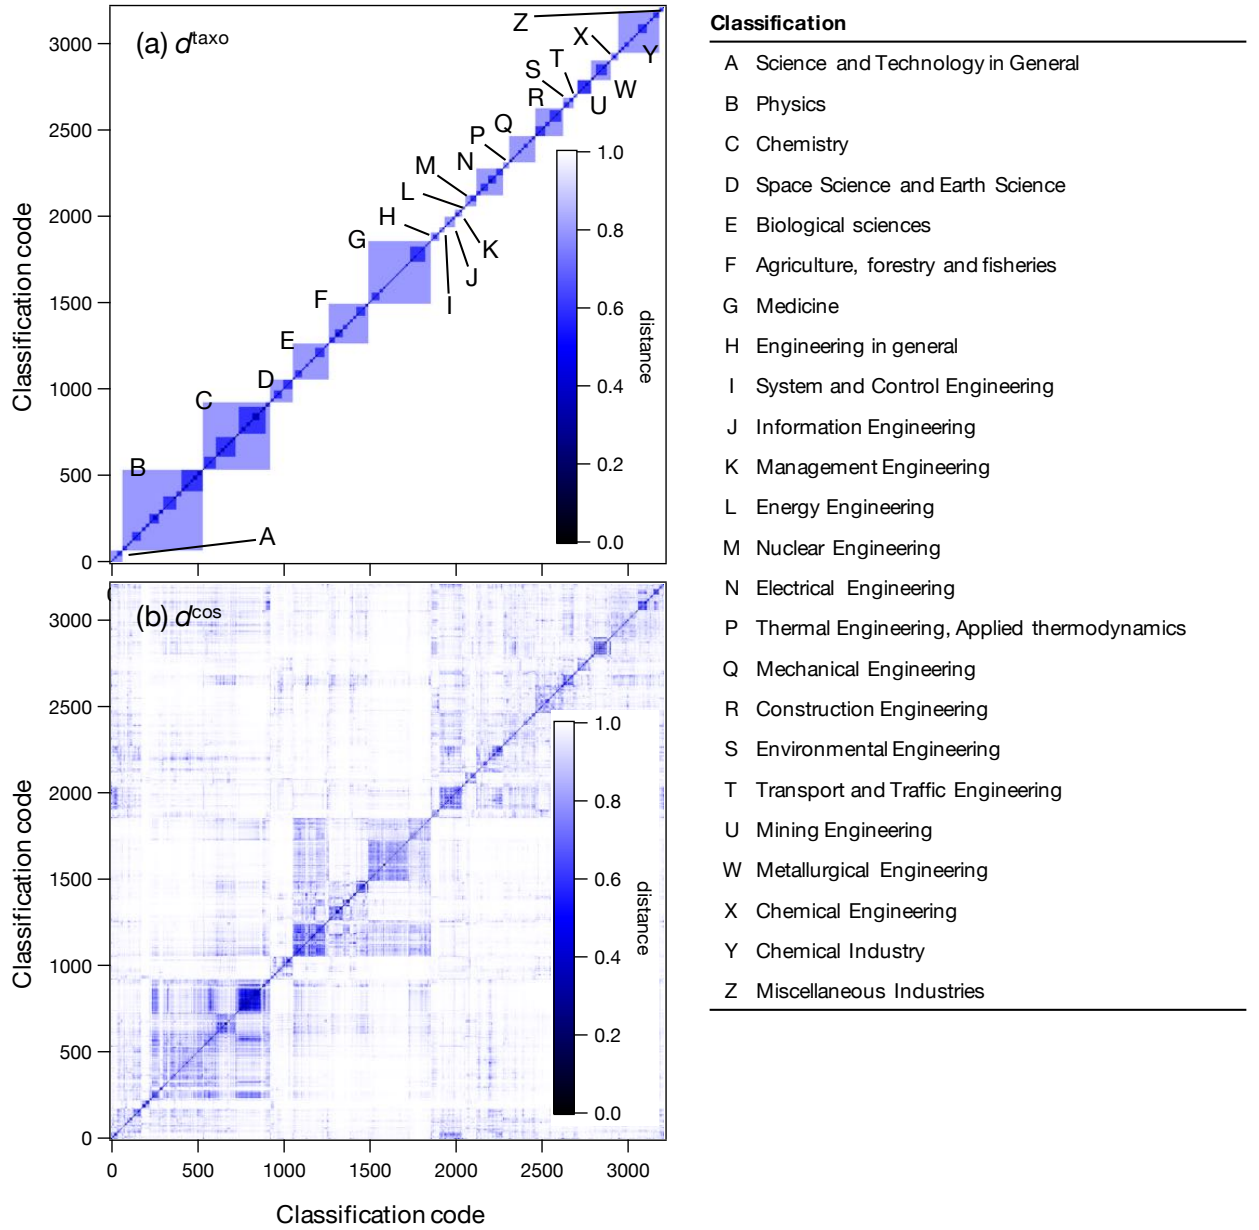 (a) d^taxo
Z
X
Y
T
S
W
R
U
Q
P
N
M
L
H
K
G
J
I
F
E
D
C
B
A
3000
2500
2000
1500
1000
500
0
Classification code
1.0
0.8
0.6
0.4
0.2
0.0
distance
(b) d^cos
3000
2500
2000
1500
1000
500
0
Classification code
1.0
0.8
0.6
0.4
0.2
0.0
distance
0 500 1000 1500 2000 2500 3000
Classification code
Classification
A Science and Technology in General
B Physics
C Chemistry
D Space Science and Earth Science
E Biological sciences
F Agriculture, forestry and fisheries
G Medicine
H Engineering in general
I System and Control Engineering
J Information Engineering
K Management Engineering
L Energy Engineering
M Nuclear Engineering
N Electrical Engineering
P Thermal Engineering, Applied thermodynamics
Q Mechanical Engineering
R Construction Engineering
S Environmental Engineering
T Transport and Traffic Engineering
U Mining Engineering
W Metallurgical Engineering
X Chemical Engineering
Y Chemical Industry
Z Miscellaneous Industries